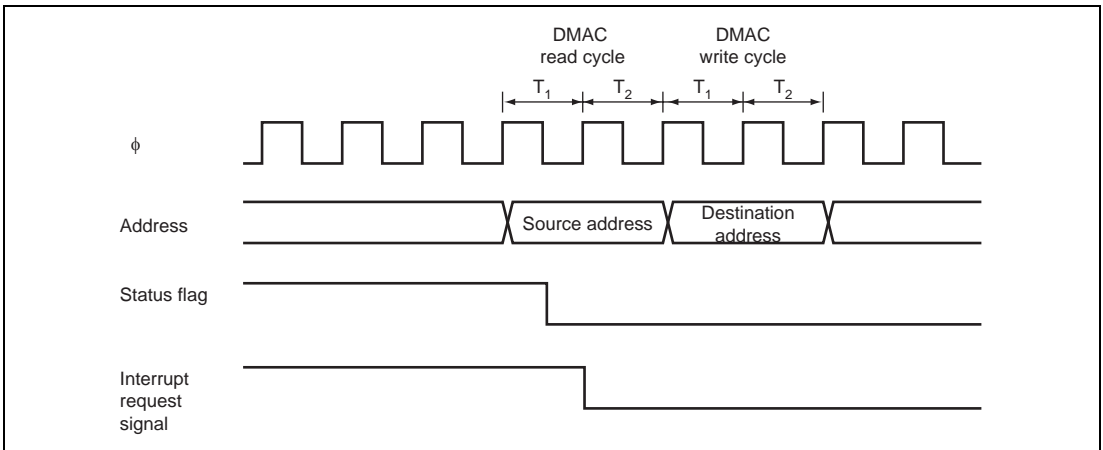 DMAC
read cycle
DMAC
write cycle
T1 T2 T1 T2
φ
Address
Source address
Destination
address
Status flag
Interrupt
request
signal